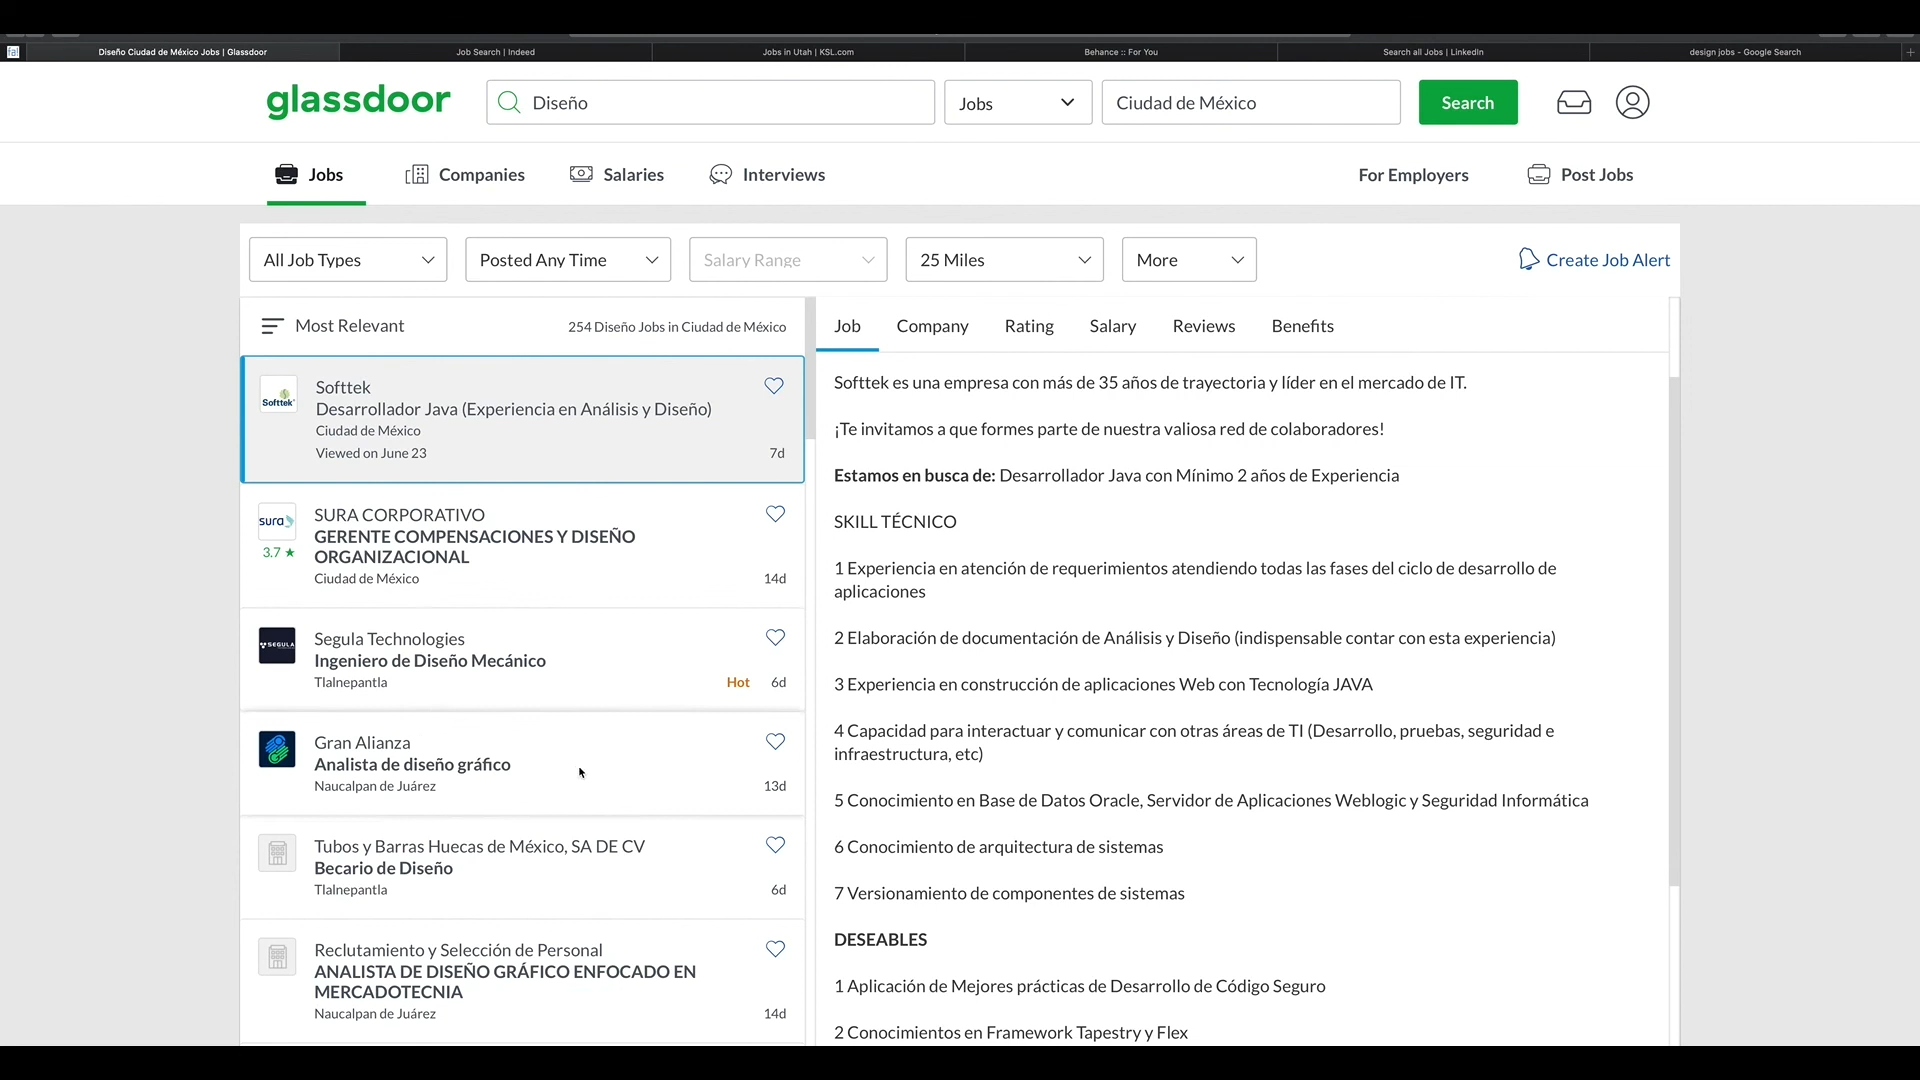 Diseño Ciudad de México Jobs | Glassdoor
Job Search | Indeed
Jobs in Utah | KSL.com
Behance :: For You
Search all Jobs | LinkedIn
design jobs - Google Search
glassdoor
Diseño
Jobs
Ciudad de México
Search
Jobs
Companies
Salaries
Interviews
For Employers
Post Jobs
All Job Types
Posted Any Time
Salary Range
25 Miles
More
Create Job Alert
Most Relevant
254 Diseño Jobs in Ciudad de México
Softtek
Softtek
Desarrollador Java (Experiencia en Análisis y Diseño)
Ciudad de México
Viewed on June 23
7d
sura
3.7 ★
SURA CORPORATIVO
GERENTE COMPENSACIONES Y DISEÑO
ORGANIZACIONAL
Ciudad de México
14d
SEGULA
Segula Technologies
Ingeniero de Diseño Mecánico
Tlalnepantla
Hot
6d
Gran Alianza
Analista de diseño gráfico
Naucalpan de Juárez
13d
Tubos y Barras Huecas de México, SA DE CV
Becario de Diseño
Tlalnepantla
6d
Reclutamiento y Selección de Personal
ANALISTA DE DISEÑO GRÁFICO ENFOCADO EN
MERCADOTECNIA
Naucalpan de Juárez
14d
Job
Company
Rating
Salary
Reviews
Benefits
Softtek es una empresa con más de 35 años de trayectoria y líder en el mercado de IT.
¡Te invitamos a que formes parte de nuestra valiosa red de colaboradores!
Estamos en busca de: Desarrollador Java con Mínimo 2 años de Experiencia
SKILL TÉCNICO
1 Experiencia en atención de requerimientos atendiendo todas las fases del ciclo de desarrollo de
aplicaciones
2 Elaboración de documentación de Análisis y Diseño (indispensable contar con esta experiencia)
3 Experiencia en construcción de aplicaciones Web con Tecnología JAVA
4 Capacidad para interactuar y comunicar con otras áreas de TI (Desarrollo, pruebas, seguridad e
infraestructura, etc)
5 Conocimiento en Base de Datos Oracle, Servidor de Aplicaciones Weblogic y Seguridad Informática
6 Conocimiento de arquitectura de sistemas
7 Versionamiento de componentes de sistemas
DESEABLES
1 Aplicación de Mejores prácticas de Desarrollo de Código Seguro
2 Conocimientos en Framework Tapestry y Flex